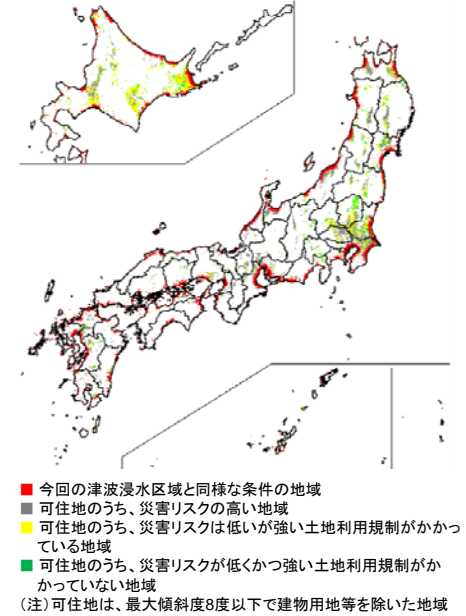 今回の津波浸水区域と同様な条件の地域
可住地のうち、災害リスクの高い地域
可住地のうち、災害リスクは低いが強い土地利用規制がかかっ
ている地域
可住地のうち、災害リスクが低くかつ強い土地利用規制がか
かっていない地域
(注)可住地は、最大傾斜度8度以下で建物用地等を除いた地域